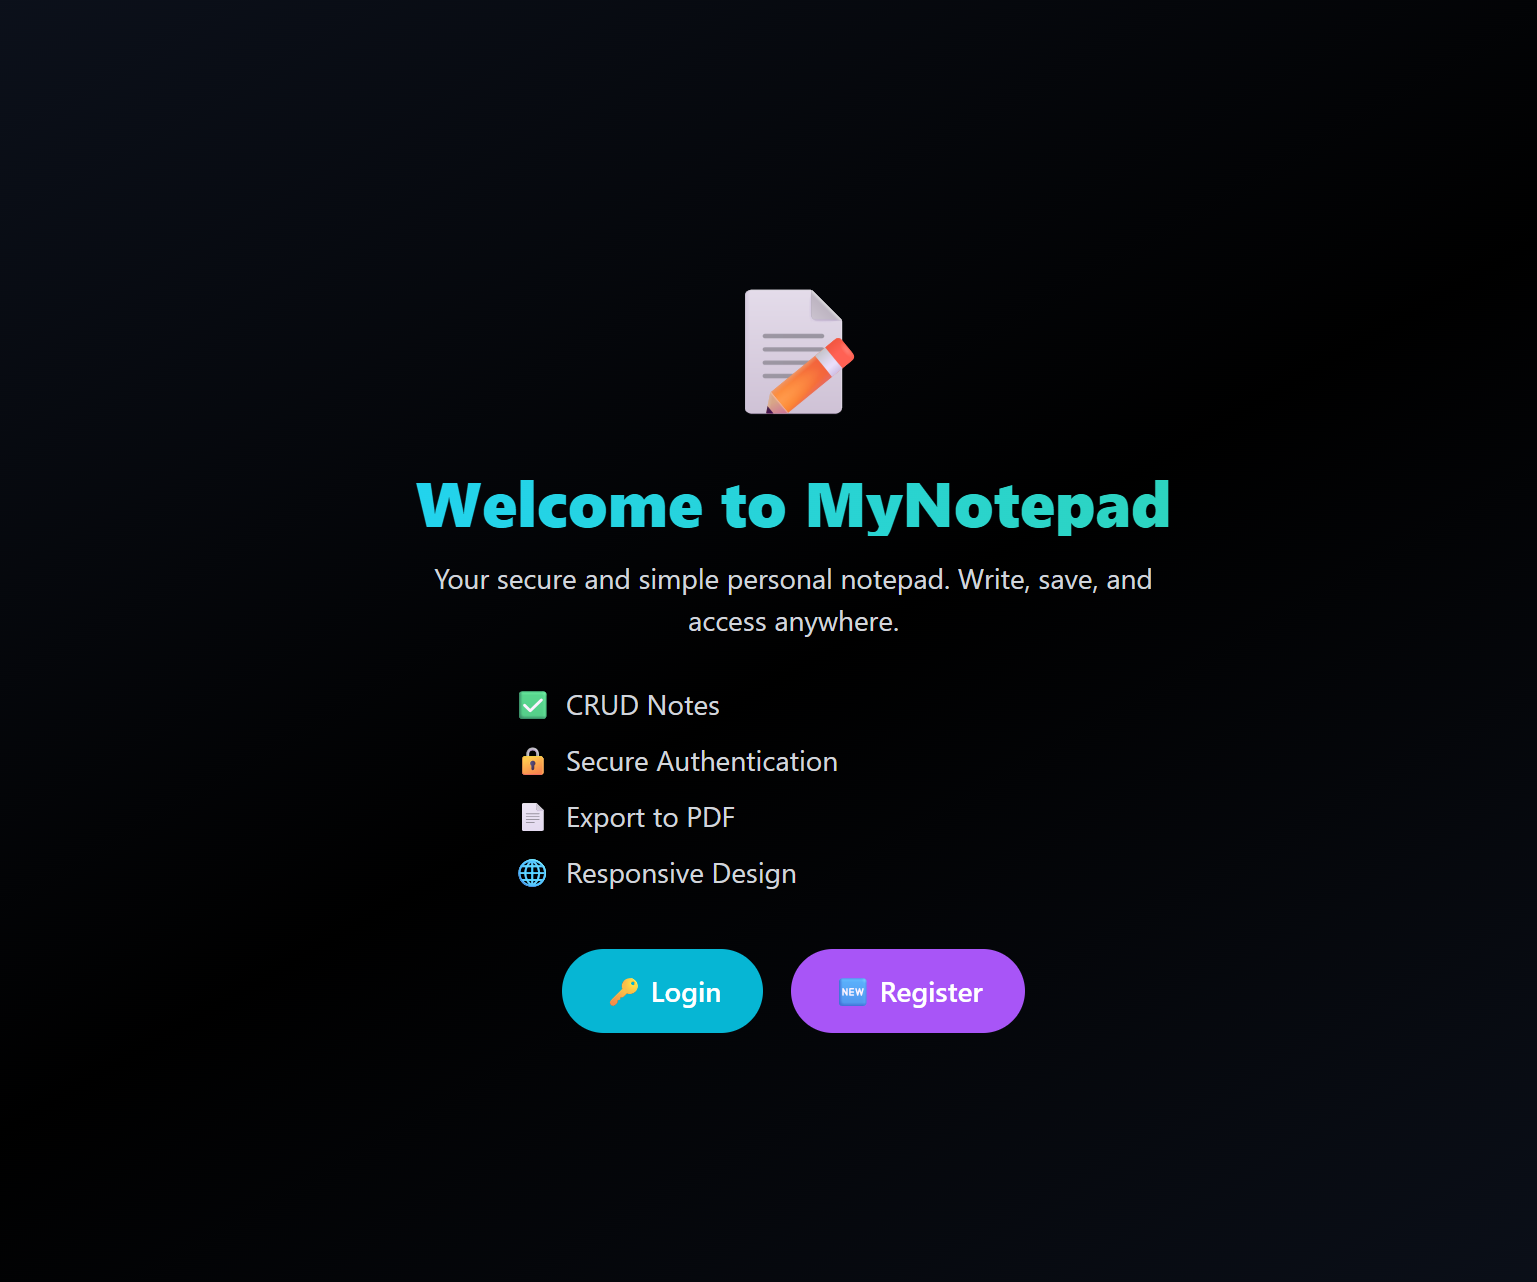 Welcome to MyNotepad
Your secure and simple personal notepad. Write, save, and
access anywhere.
CRUD Notes
Secure Authentication
Export to PDF
Responsive Design
Login
NEW Register